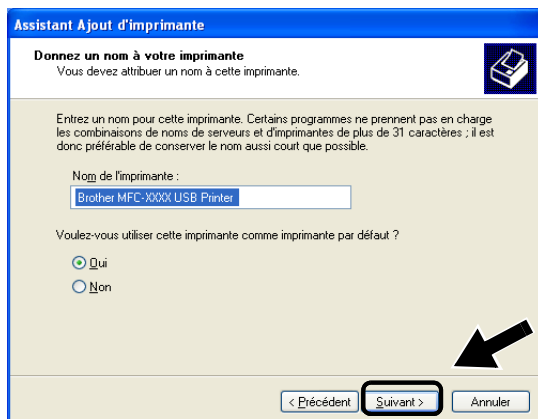 Assistant Ajout d'imprimante
Donnez un nom à votre imprimante
Vous devez attribuer un nom à cette imprimante.
Entrez un nom pour cette imprimante. Certains programmes ne prennent pas en charge
les combinaisons de noms de serveurs et d'imprimantes de plus de 31 caractères ; il est
donc préférable de conserver le nom aussi court que possible.
Nom de l'imprimante :
Brother MFC-XXXX USB Printer
Voulez-vous utiliser cette imprimante comme imprimante par défaut ?
Oui
Non
< Précédent Suivant > Annuler